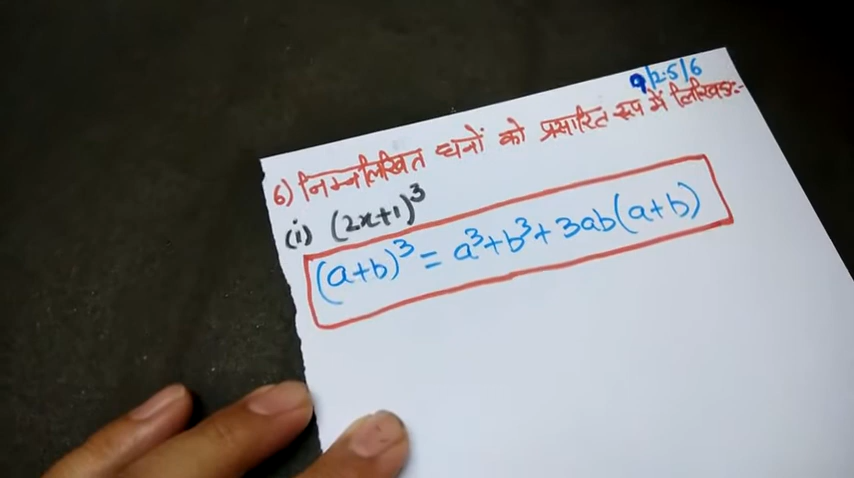 9/2.5/6
6) निम्नलिखित घनों को प्रसारित रूप में लिखिए:-
(i) (2x+1)³
(a+b)³ = a³+b³+3ab(a+b)